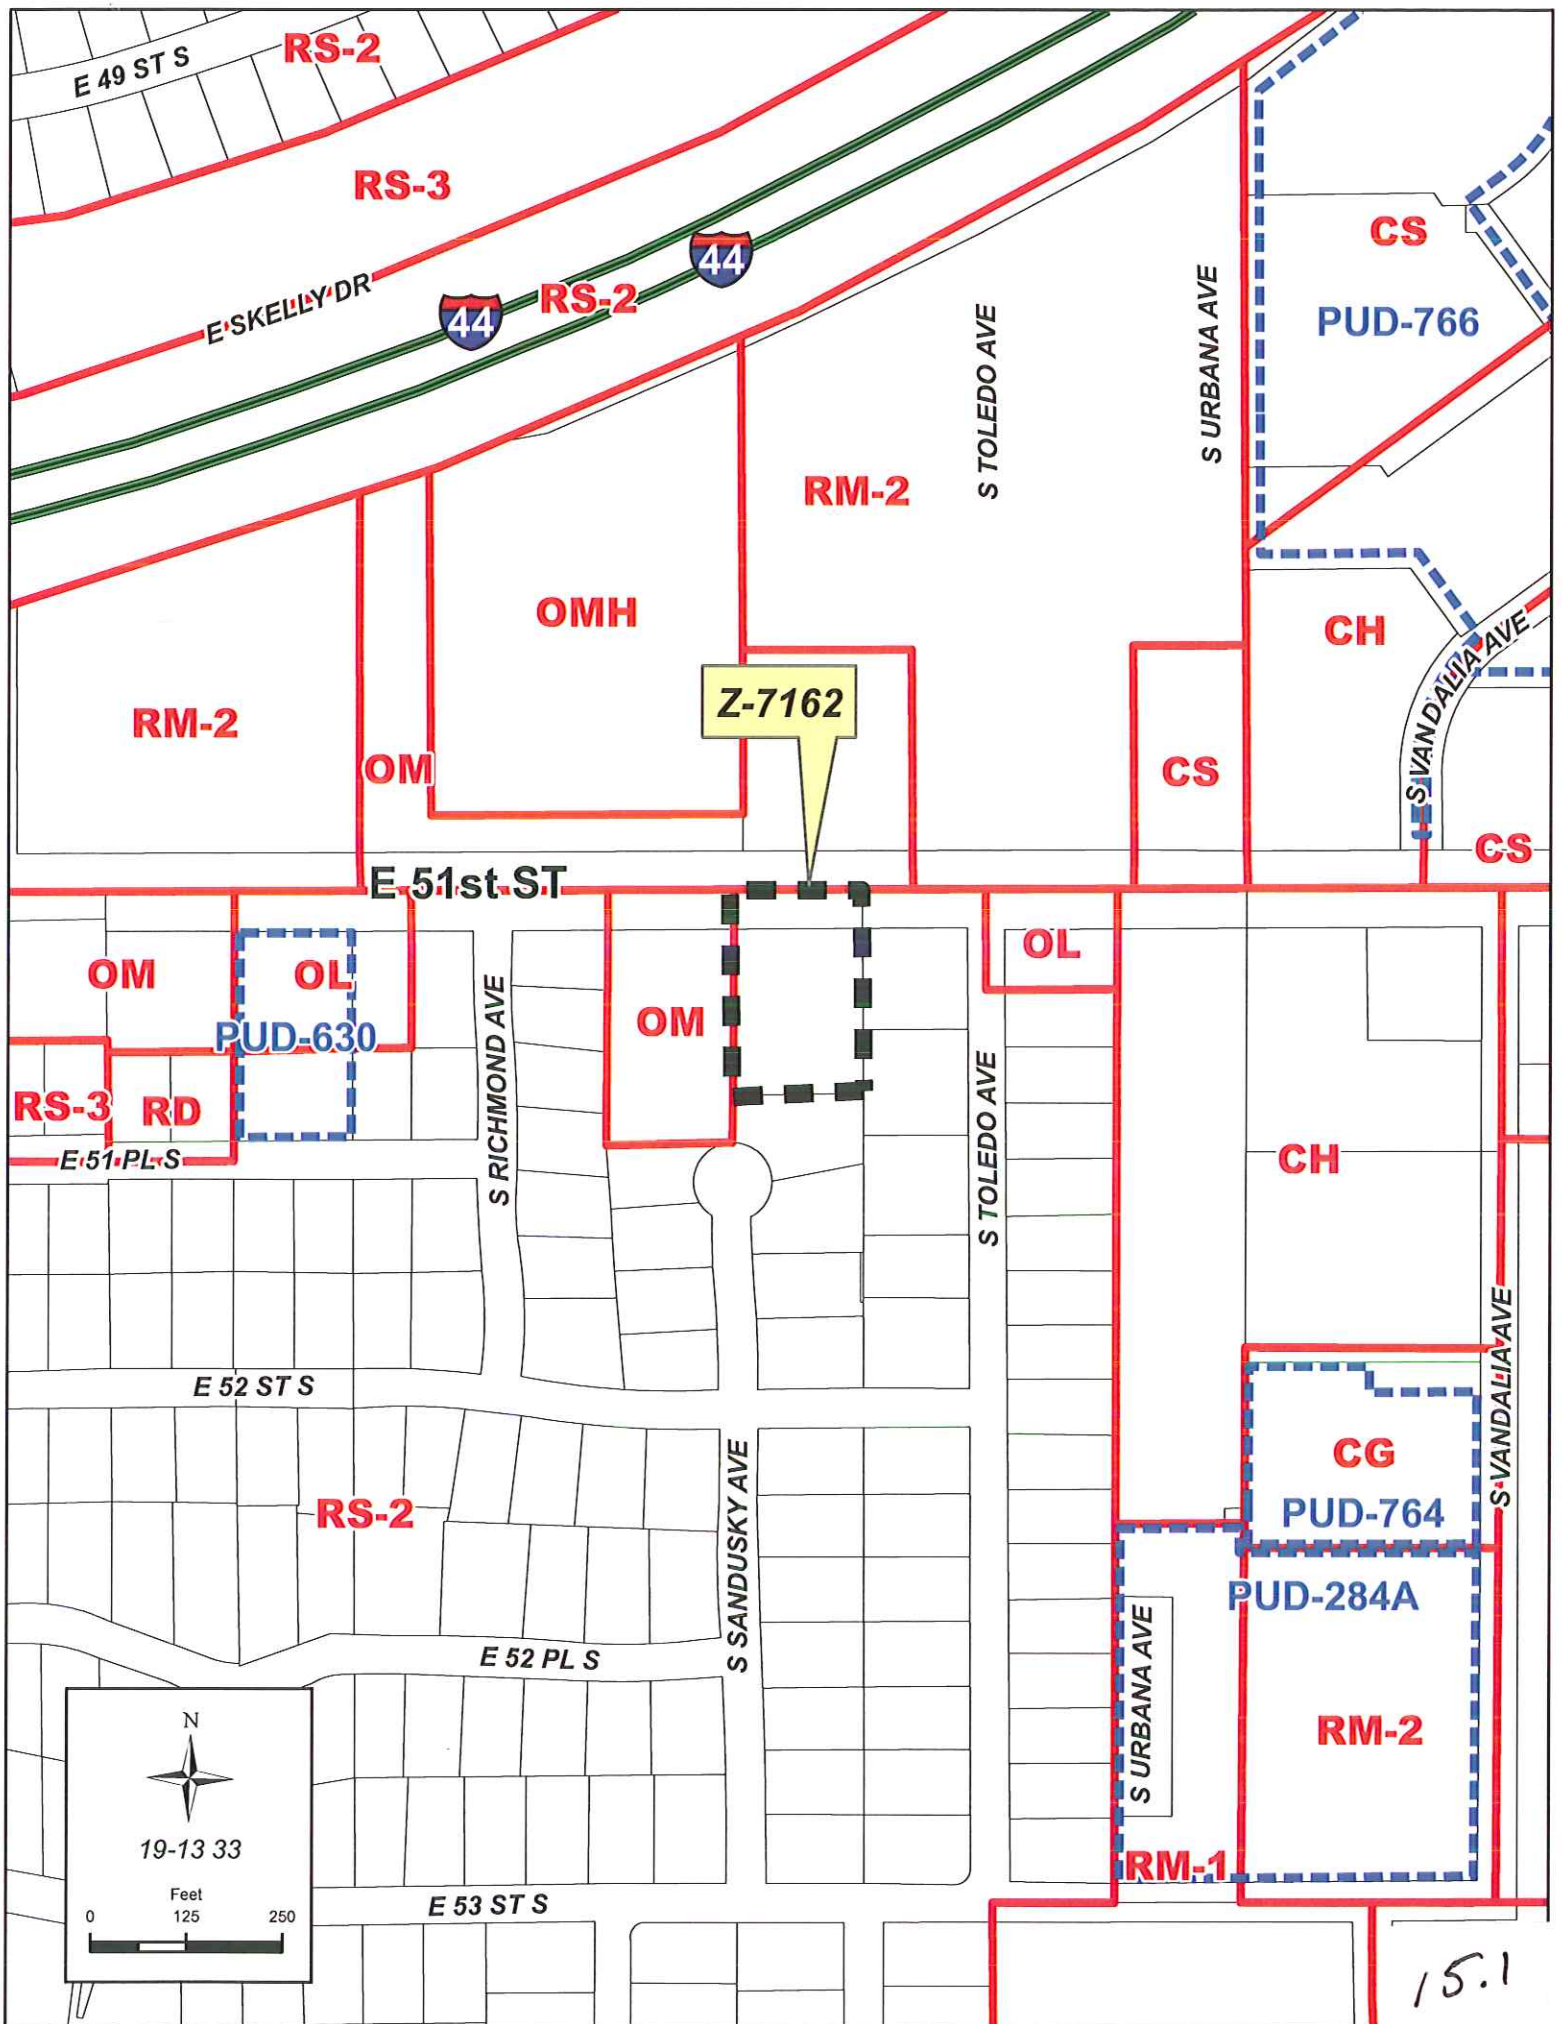 E 49 ST S
RS-2
RS-3
CS
PUD-766
E SKELLY DR
44
RS-2
44
S TOLEDO AVE
S URBANA AVE
RM-2
OMH
CH
S VANDALIA AVE
RM-2
OM
Z-7162
CS
CS
E 51st ST
OM
OL
PUD-630
OM
OL
RS-3
RD
E 51 PL S
S RICHMOND AVE
S TOLEDO AVE
CH
E 52 ST S
S VANDALIA AVE
CG
PUD-764
RS-2
S SANDUSKY AVE
PUD-284A
E 52 PL S
S URBANA AVE
RM-2
RM-1
N
19-13 33
Feet
0 125 250
E 53 ST S
15.1